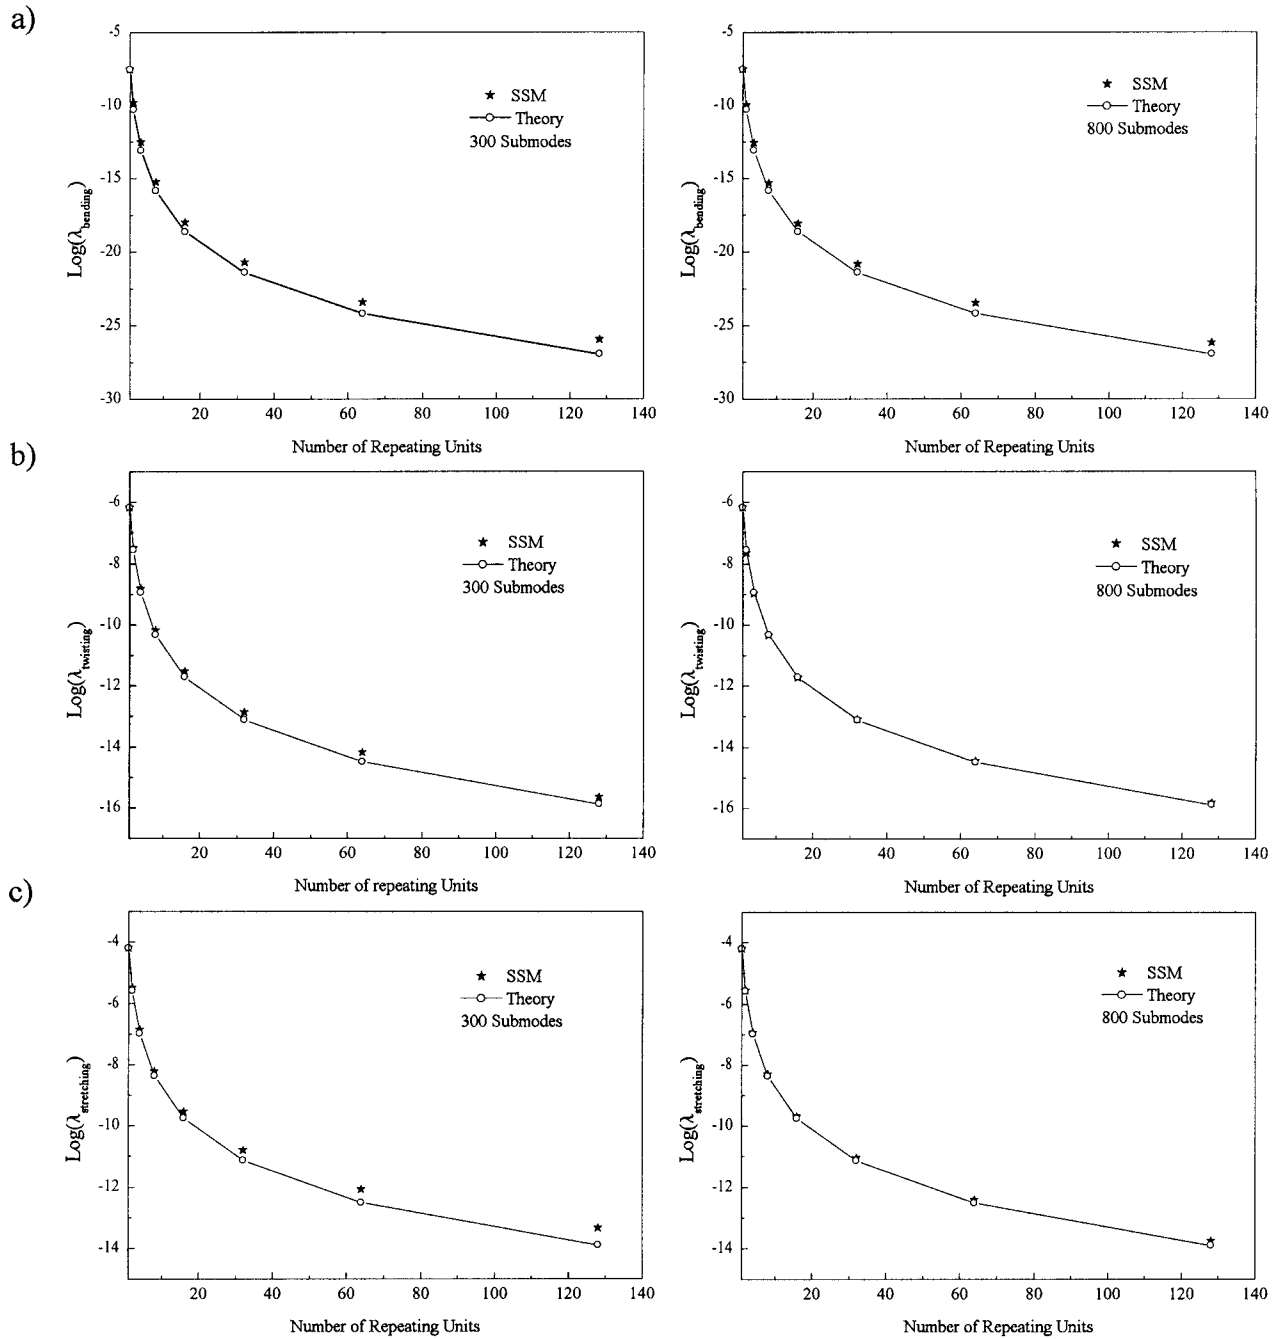 a)
-5
-10
-15
-20
-25
-30
Log(λbending)
SSM
Theory
300 Submodes
20 40 60 80 100 120 140
Number of Repeating Units
-5
-10
-15
-20
-25
-30
Log(λbending)
SSM
Theory
800 Submodes
20 40 60 80 100 120 140
Number of Repeating Units
b)
-6
-8
-10
-12
-14
-16
Log(λtwisting)
SSM
Theory
300 Submodes
20 40 60 80 100 120 140
Number of repeating Units
-6
-8
-10
-12
-14
-16
Log(λtwisting)
SSM
Theory
800 Submodes
20 40 60 80 100 120 140
Number of Repeating Units
c)
-4
-6
-8
-10
-12
-14
Log(λstretching)
SSM
Theory
300 Submodes
20 40 60 80 100 120 140
Number of Repeating Units
-4
-6
-8
-10
-12
-14
Log(λstretching)
SSM
Theory
800 Submodes
20 40 60 80 100 120 140
Number of Repeating Units